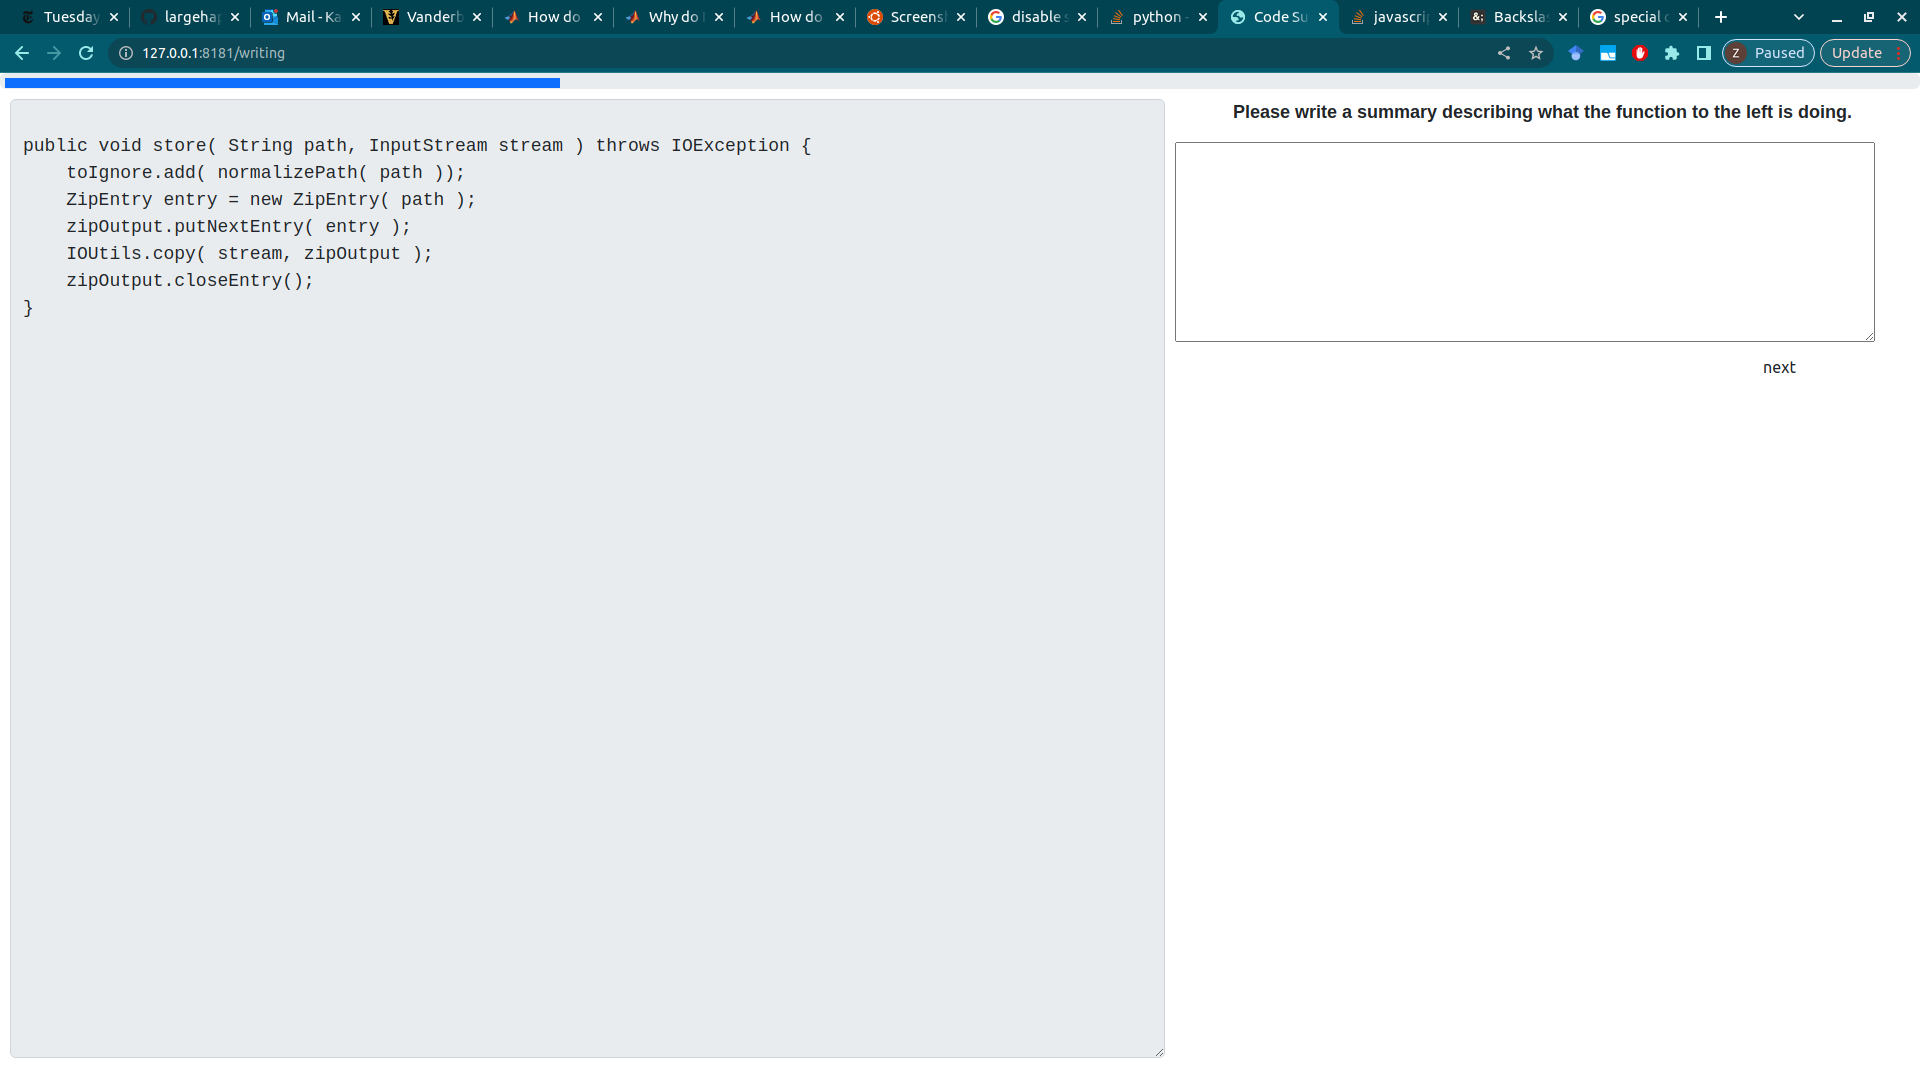 Tuesday
largehap
Mail - Ka
Vanderb
How do
Why do
How do
Screensh
disable s
python -
Code Su
javascrip
Backslas
special c
127.0.0.1:8181/writing
Z Paused
Update
public void store( String path, InputStream stream ) throws IOException {
    toIgnore.add( normalizePath( path ));
    ZipEntry entry = new ZipEntry( path );
    zipOutput.putNextEntry( entry );
    IOUtils.copy( stream, zipOutput );
    zipOutput.closeEntry();
}
Please write a summary describing what the function to the left is doing.
next